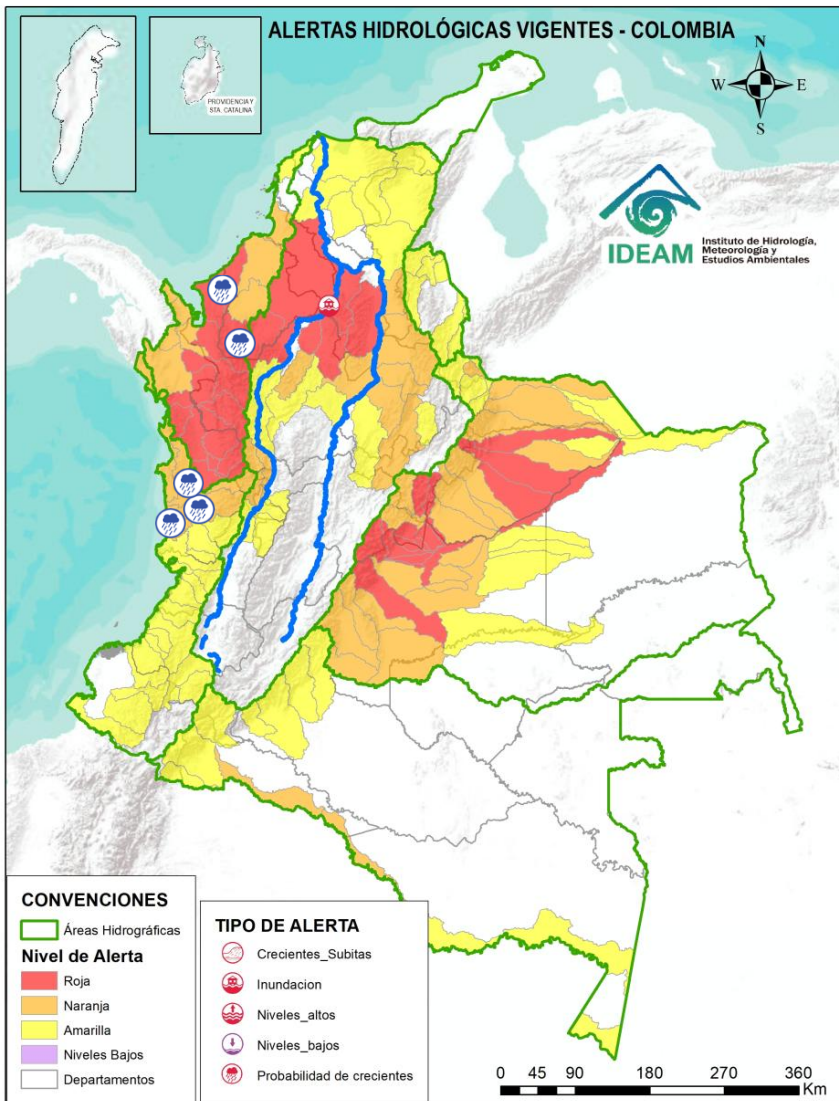 ALERTAS HIDROLÓGICAS VIGENTES - COLOMBIA
PROVIDENCIA Y
STA. CATALINA
N
W
E
S
IDEAM
Instituto de Hidrología,
Meteorología y
Estudios Ambientales
CONVENCIONES
Áreas Hidrográficas
Nivel de Alerta
Roja
Naranja
Amarilla
Niveles Bajos
Departamentos
TIPO DE ALERTA
Crecientes_Subitas
Inundacion
Niveles_altos
Niveles_bajos
Probabilidad de crecientes
0 45 90 180 270 360
Km